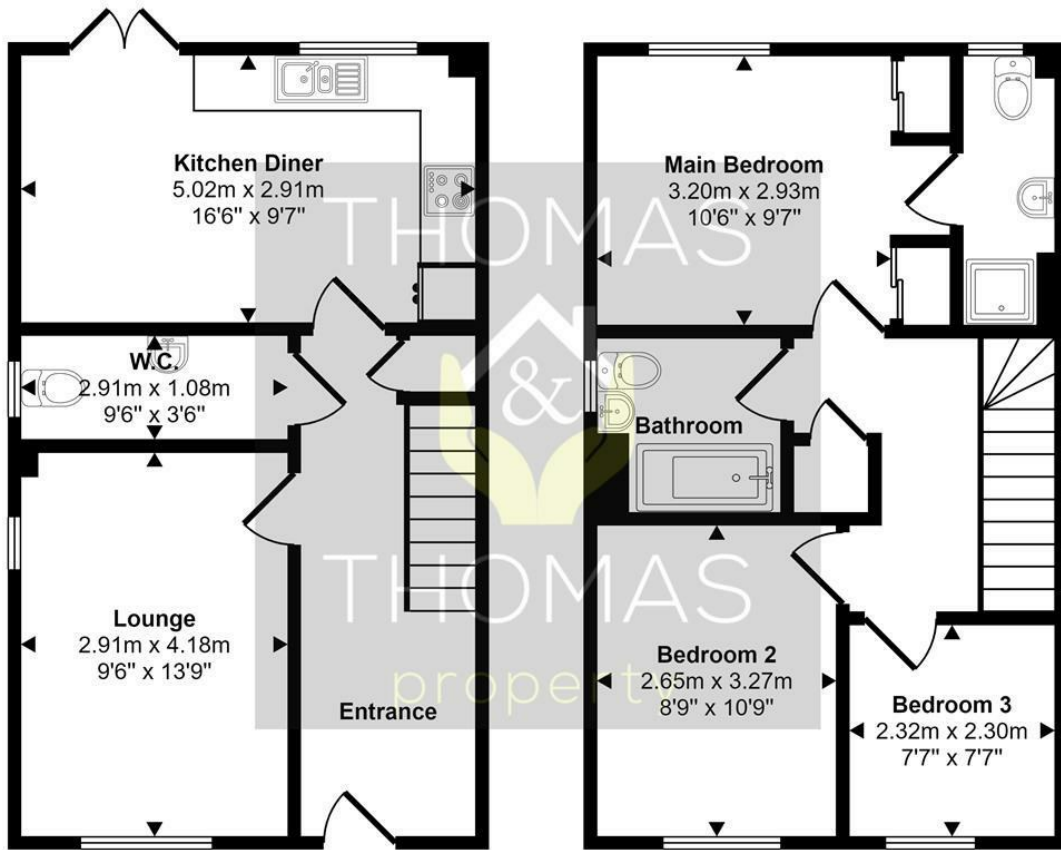 Kitchen Diner
5.02m x 2.91m
16'6" x 9'7"
W.C.
2.91m x 1.08m
9'6" x 3'6"
Lounge
2.91m x 4.18m
9'6" x 13'9"
Entrance
Main Bedroom
3.20m x 2.93m
10'6" x 9'7"
Bathroom
Bedroom 2
2.65m x 3.27m
8'9" x 10'9"
Bedroom 3
2.32m x 2.30m
7'7" x 7'7"
THOMAS
&
THOMAS
property